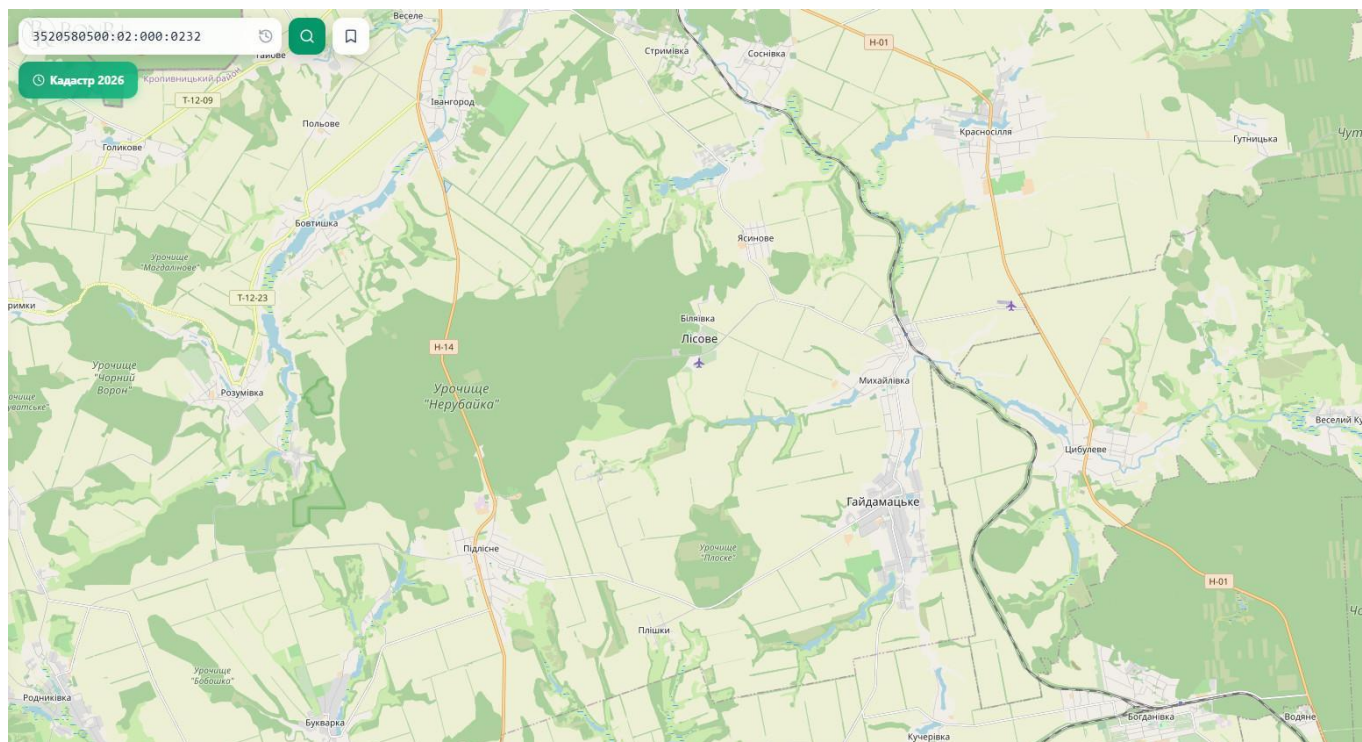 3520580500:02:000:0232
Кадастр 2026
Веселе
Кропивницький район
Т-12-09
Івангород
Польове
Голикове
Стримівка
Соснівка
Н-01
Красносілля
Гутницька
Бовтишка
Урочище
"Магдалінове"
Ясинове
Т-12-23
Біляївка
Лісове
Н-14
Урочище
"Чорний
Ворон"
Розумівка
Урочище
"Нерубайка"
Михайлівка
Цибулеве
Гайдамацьке
Підлісне
Урочище
"Плоске"
Н-01
Плішки
Урочище
"Бобошка"
Родниківка
Букварка
Богданівка
Водяне
Кучерівка